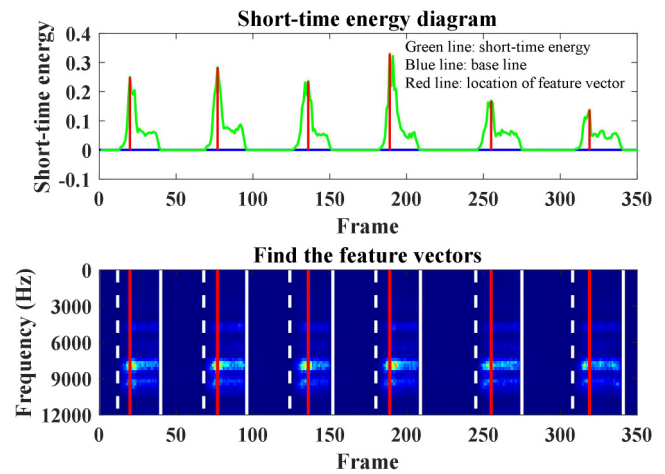 Short-time energy diagram
Short-time energy
0.4
0.3
0.2
0.1
0
-0.1
Green line: short-time energy
Blue line: base line
Red line: location of feature vector
0 50 100 150 200 250 300 350
Frame
Find the feature vectors
Frequency (Hz)
0
3000
6000
9000
12000
0 50 100 150 200 250 300 350
Frame